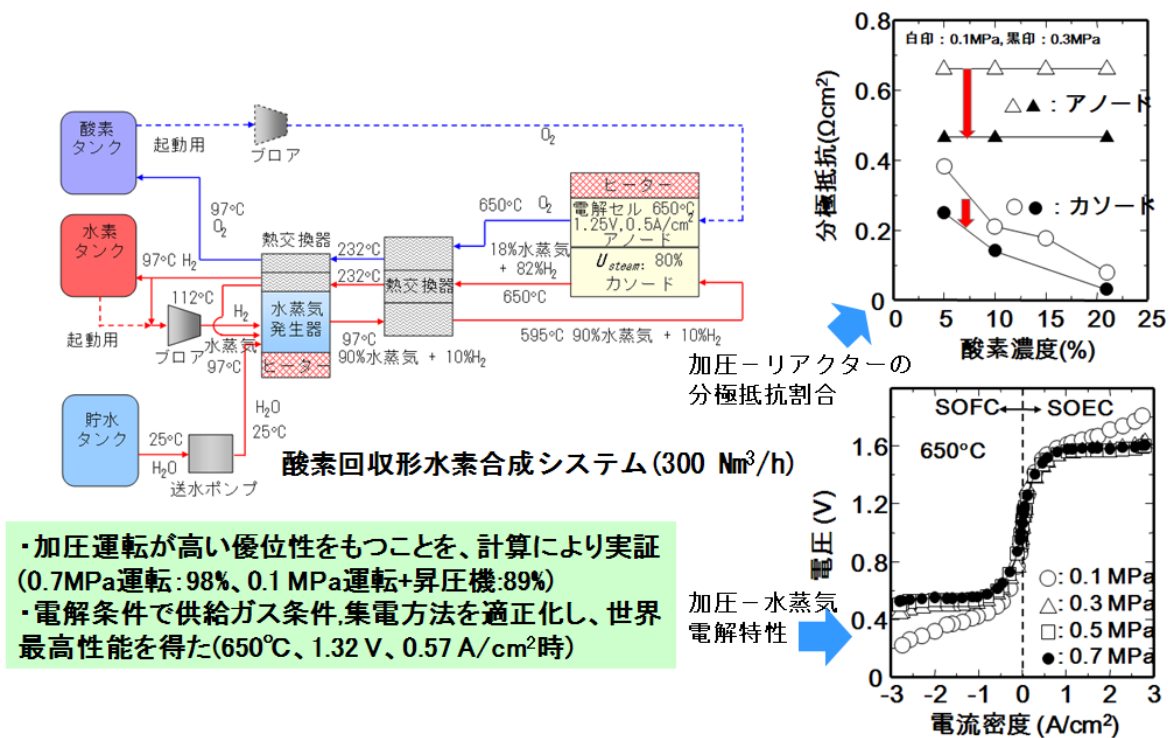 酸素
タンク
起動用
ブロア
O₂
97℃
O₂
水素
タンク
97℃ H₂
起動用
112℃
ブロア
H₂
水蒸気
97℃
熱交換器
水蒸気
発生器
ヒーター
232℃
232℃
熱交換器
97℃
90%水蒸気 + 10%H₂
650℃ O₂
18%水蒸気
+ 82%H₂
650℃
ヒーター
電解セル 650℃
1.25V,0.5A/cm²
アノード
U steam: 80%
カソード
595℃ 90%水蒸気 + 10%H₂
貯水
タンク
25℃
H₂O
送水ポンプ
H₂O
25℃
酸素回収形水素合成システム(300 Nm³/h)
・加圧運転が高い優位性をもつことを、計算により実証
(0.7MPa運転:98%、0.1 MPa運転+昇圧機:89%)
・電解条件で供給ガス条件,集電方法を適正化し、世界
最高性能を得た(650℃、1.32 V、0.57 A/cm²時)
白印:0.1MPa,黒印:0.3MPa
△▲:アノード
○●:カソード
分極抵抗(Ωcm²)
0.8
0.6
0.4
0.2
0
0 5 10 15 20 25
酸素濃度(%)
加圧-リアクターの
分極抵抗割合
SOFC SOEC
650℃
電圧 (V)
2.0
1.6
1.2
0.8
0.4
0
○: 0.1 MPa
△: 0.3 MPa
□: 0.5 MPa
●: 0.7 MPa
-3 -2 -1 0 1 2 3
電流密度 (A/cm²)
加圧-水蒸気
電解特性